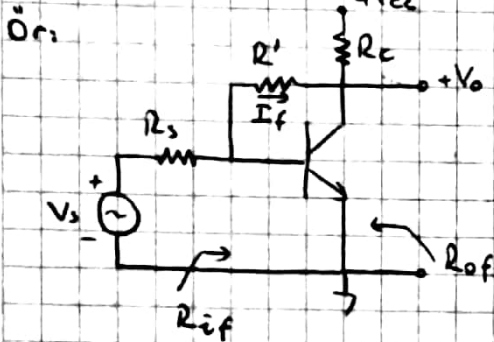 +Vcc
Ör:
R' Rc
If
+Vo
Rs
+
Vs
-
Rof
Rif